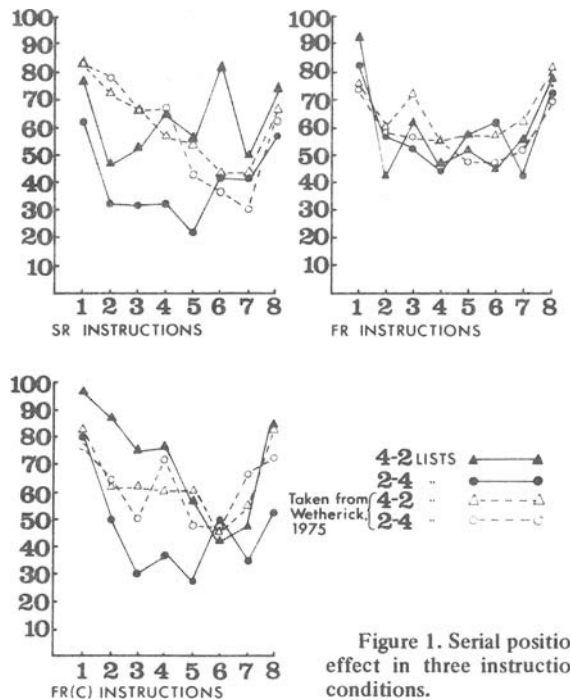 100
90
80
70
60
50
40
30
20
10
1 2 3 4 5 6 7 8
SR INSTRUCTIONS
100
90
80
70
60
50
40
30
20
10
1 2 3 4 5 6 7 8
FR INSTRUCTIONS
100
90
80
70
60
50
40
30
20
10
1 2 3 4 5 6 7 8
FR(C) INSTRUCTIONS
4-2 LISTS
2-4 "
Taken from
Wetherick,
1975
4-2 "
2-4 "
Figure 1. Serial positio
effect in three instructio
conditions.